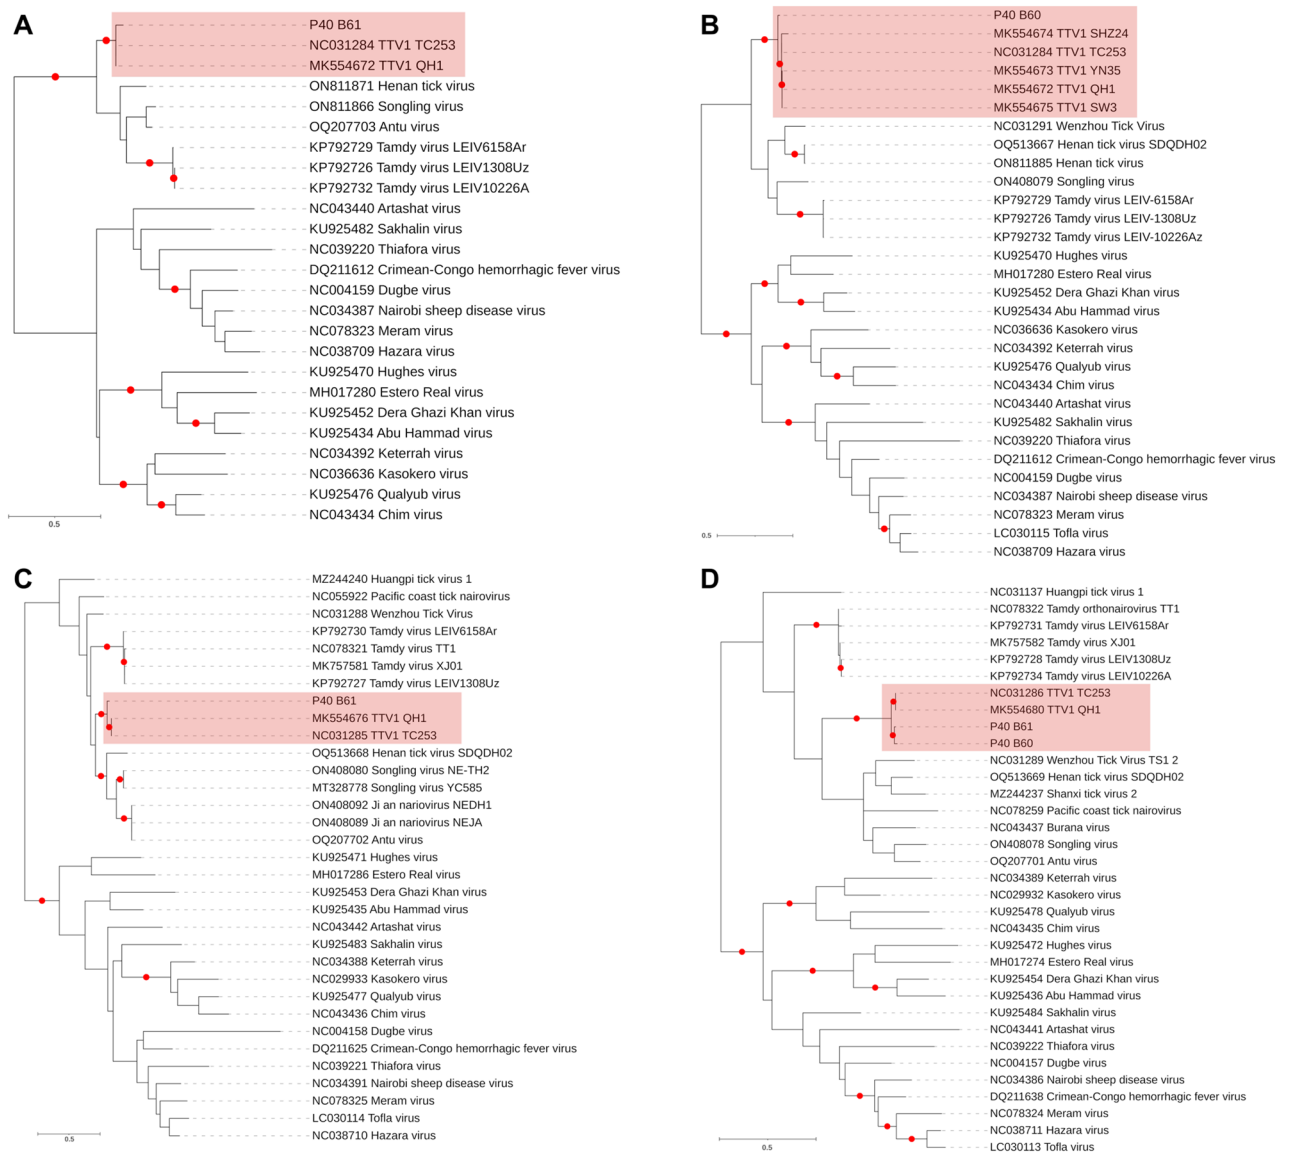 A
P40 B61
NC031284 TTV1 TC253
MK554672 TTV1 QH1
ON811871 Henan tick virus
ON811866 Songling virus
OQ207703 Antu virus
KP792729 Tamdy virus LEIV6158Ar
KP792726 Tamdy virus LEIV1308Uz
KP792732 Tamdy virus LEIV10226A
NC043440 Artashat virus
KU925482 Sakhalin virus
NC039220 Thiafora virus
DQ211612 Crimean-Congo hemorrhagic fever virus
NC004159 Dugbe virus
NC034387 Nairobi sheep disease virus
NC078323 Meram virus
NC038709 Hazara virus
KU925470 Hughes virus
MH017280 Estero Real virus
KU925452 Dera Ghazi Khan virus
KU925434 Abu Hammad virus
NC034392 Keterrah virus
NC036636 Kasokero virus
KU925476 Qualyub virus
NC043434 Chim virus
0.5
B
P40 B60
MK554674 TTV1 SHZ24
NC031284 TTV1 TC253
MK554673 TTV1 YN35
MK554672 TTV1 QH1
MK554675 TTV1 SW3
NC031291 Wenzhou Tick Virus
OQ513667 Henan tick virus SDQDH02
ON811885 Henan tick virus
ON408079 Songling virus
KP792729 Tamdy virus LEIV-6158Ar
KP792726 Tamdy virus LEIV-1308Uz
KP792732 Tamdy virus LEIV-10226Az
KU925470 Hughes virus
MH017280 Estero Real virus
KU925452 Dera Ghazi Khan virus
KU925434 Abu Hammad virus
NC036636 Kasokero virus
NC034392 Keterrah virus
KU925476 Qualyub virus
NC043434 Chim virus
NC043440 Artashat virus
KU925482 Sakhalin virus
NC039220 Thiafora virus
DQ211612 Crimean-Congo hemorrhagic fever virus
NC004159 Dugbe virus
NC034387 Nairobi sheep disease virus
NC078323 Meram virus
LC030115 Tofla virus
NC038709 Hazara virus
0.5
C
MZ244240 Huangpi tick virus 1
NC055922 Pacific coast tick nairovirus
NC031288 Wenzhou Tick Virus
KP792730 Tamdy virus LEIV6158Ar
NC078321 Tamdy virus TT1
MK757581 Tamdy virus XJ01
KP792727 Tamdy virus LEIV1308Uz
P40 B61
MK554676 TTV1 QH1
NC031285 TTV1 TC253
OQ513668 Henan tick virus SDQDH02
ON408080 Songling virus NE-TH2
MT328778 Songling virus YC585
ON408092 Ji an nariovirus NEDH1
ON408089 Ji an nariovirus NEJA
OQ207702 Antu virus
KU925471 Hughes virus
MH017286 Estero Real virus
KU925453 Dera Ghazi Khan virus
KU925435 Abu Hammad virus
NC043442 Artashat virus
KU925483 Sakhalin virus
NC034388 Keterrah virus
NC029933 Kasokero virus
KU925477 Qualyub virus
NC043436 Chim virus
NC004158 Dugbe virus
DQ211625 Crimean-Congo hemorrhagic fever virus
NC039221 Thiafora virus
NC034391 Nairobi sheep disease virus
NC078325 Meram virus
LC030114 Tofla virus
NC038710 Hazara virus
0.5
D
NC031137 Huangpi tick virus 1
NC078322 Tamdy orthonairovirus TT1
KP792731 Tamdy virus LEIV6158Ar
MK757582 Tamdy virus XJ01
KP792728 Tamdy virus LEIV1308Uz
KP792734 Tamdy virus LEIV10226A
NC031286 TTV1 TC253
MK554680 TTV1 QH1
P40 B61
P40 B60
NC031289 Wenzhou Tick Virus TS1 2
OQ513669 Henan tick virus SDQDH02
MZ244237 Shanxi tick virus 2
NC078259 Pacific coast tick nairovirus
NC043437 Burana virus
ON408078 Songling virus
OQ207701 Antu virus
NC034389 Keterrah virus
NC029932 Kasokero virus
KU925478 Qualyub virus
NC043435 Chim virus
KU925472 Hughes virus
MH017274 Estero Real virus
KU925454 Dera Ghazi Khan virus
KU925436 Abu Hammad virus
KU925484 Sakhalin virus
NC043441 Artashat virus
NC039222 Thiafora virus
NC004157 Dugbe virus
NC034386 Nairobi sheep disease virus
DQ211638 Crimean-Congo hemorrhagic fever virus
NC078324 Meram virus
NC038711 Hazara virus
LC030113 Tofla virus
0.5